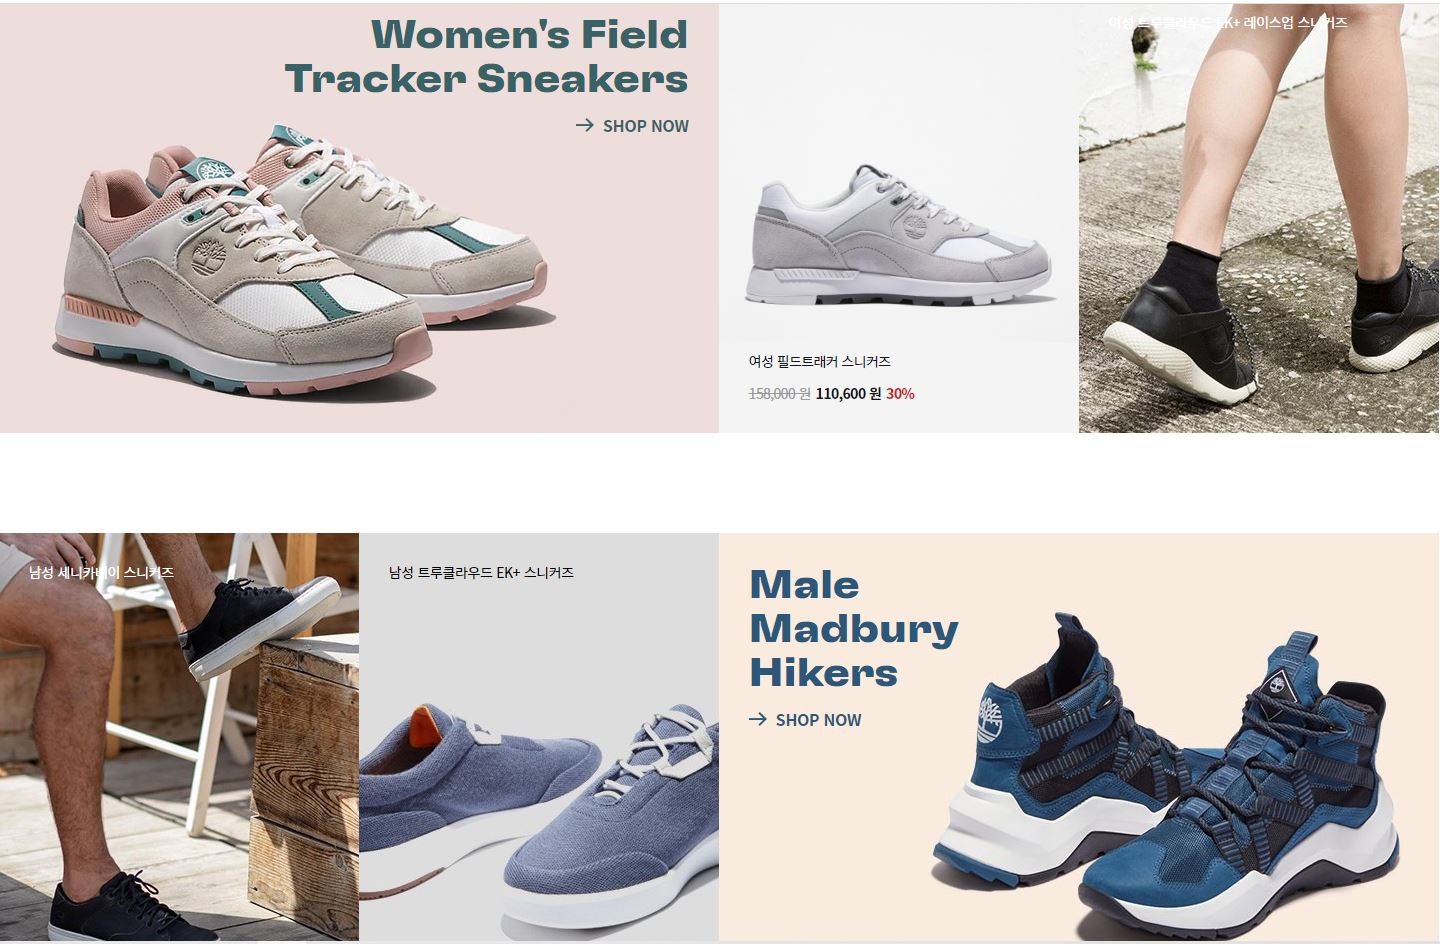 Women's Field
Tracker Sneakers
→ SHOP NOW
여성 필드트래커 스니커즈
158,000 원 110,600 원 30%
여성 트루클라우드 EK+ 레이스업 스니커즈
남성 세니카베이 스니커즈
남성 트루클라우드 EK+ 스니커즈
Male
Madbury
Hikers
→ SHOP NOW